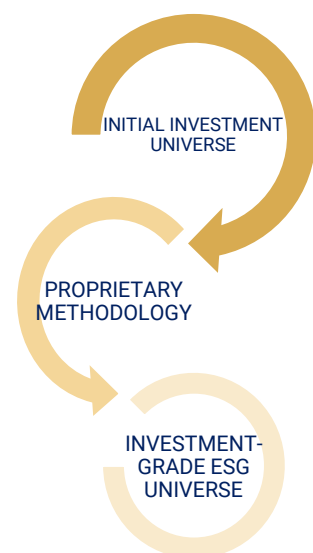 INITIAL INVESTMENT
UNIVERSE
PROPRIETARY
METHODOLOGY
INVESTMENT-
GRADE ESG
UNIVERSE